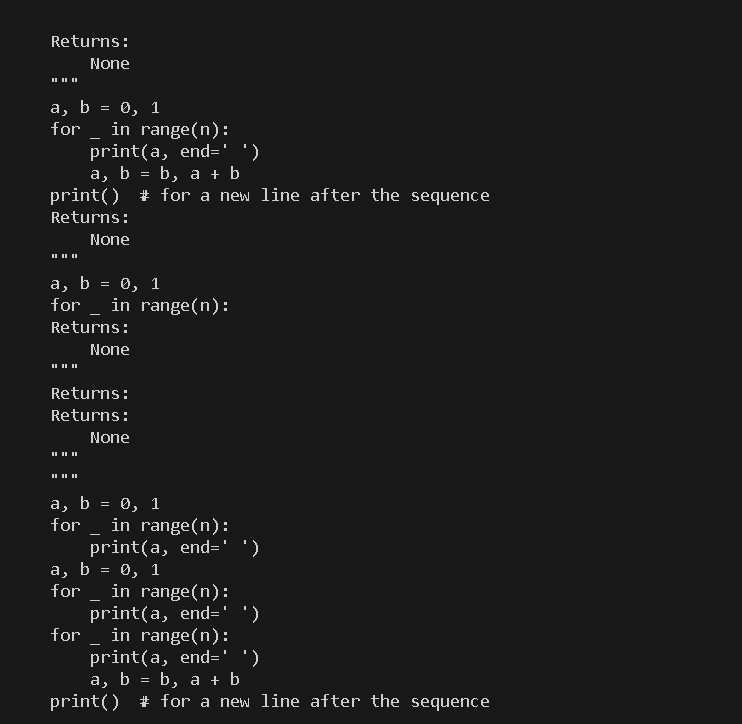 Returns:
    None
"""
a, b = 0, 1
for _ in range(n):
    print(a, end=' ')
    a, b = b, a + b
print()  # for a new line after the sequence
Returns:
    None
"""
a, b = 0, 1
for _ in range(n):
Returns:
    None
"""
Returns:
Returns:
    None
"""
"""
a, b = 0, 1
for _ in range(n):
    print(a, end=' ')
a, b = 0, 1
for _ in range(n):
    print(a, end=' ')
for _ in range(n):
    print(a, end=' ')
    a, b = b, a + b
print()  # for a new line after the sequence